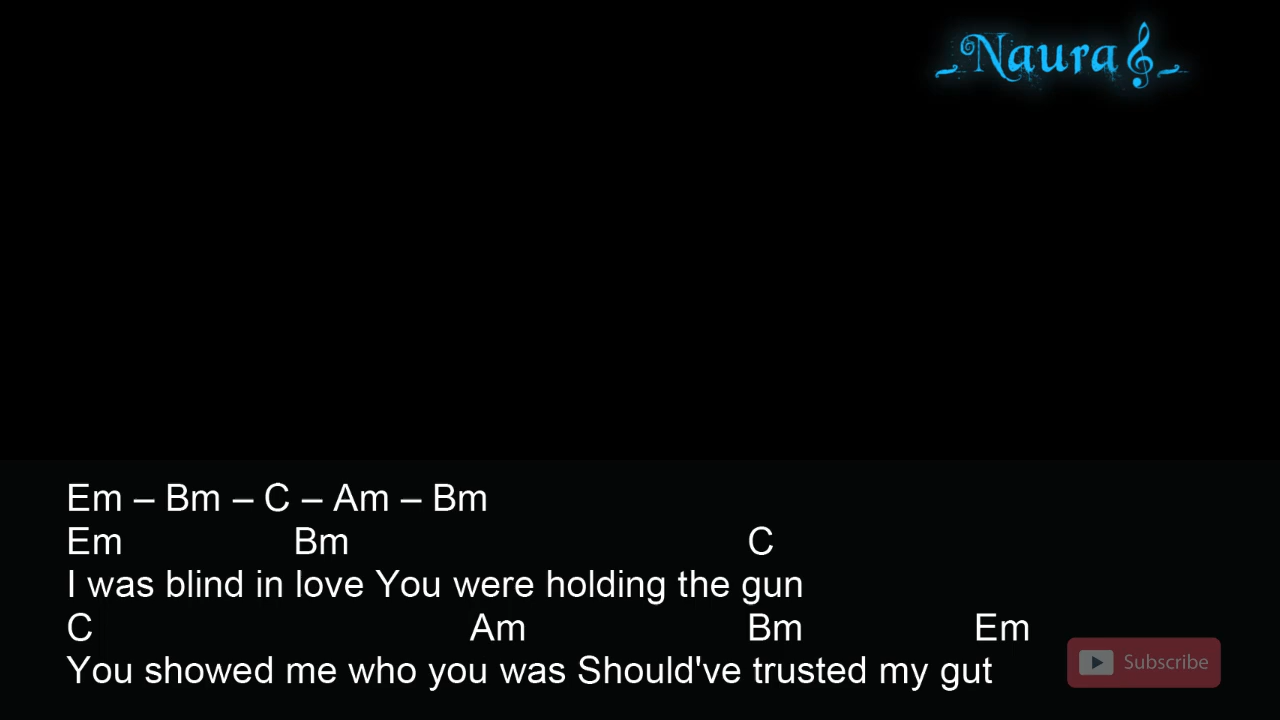 Naura
Em – Bm – C – Am – Bm
Em Bm C
I was blind in love You were holding the gun
C Am Bm Em
You showed me who you was Should've trusted my gut
Subscribe